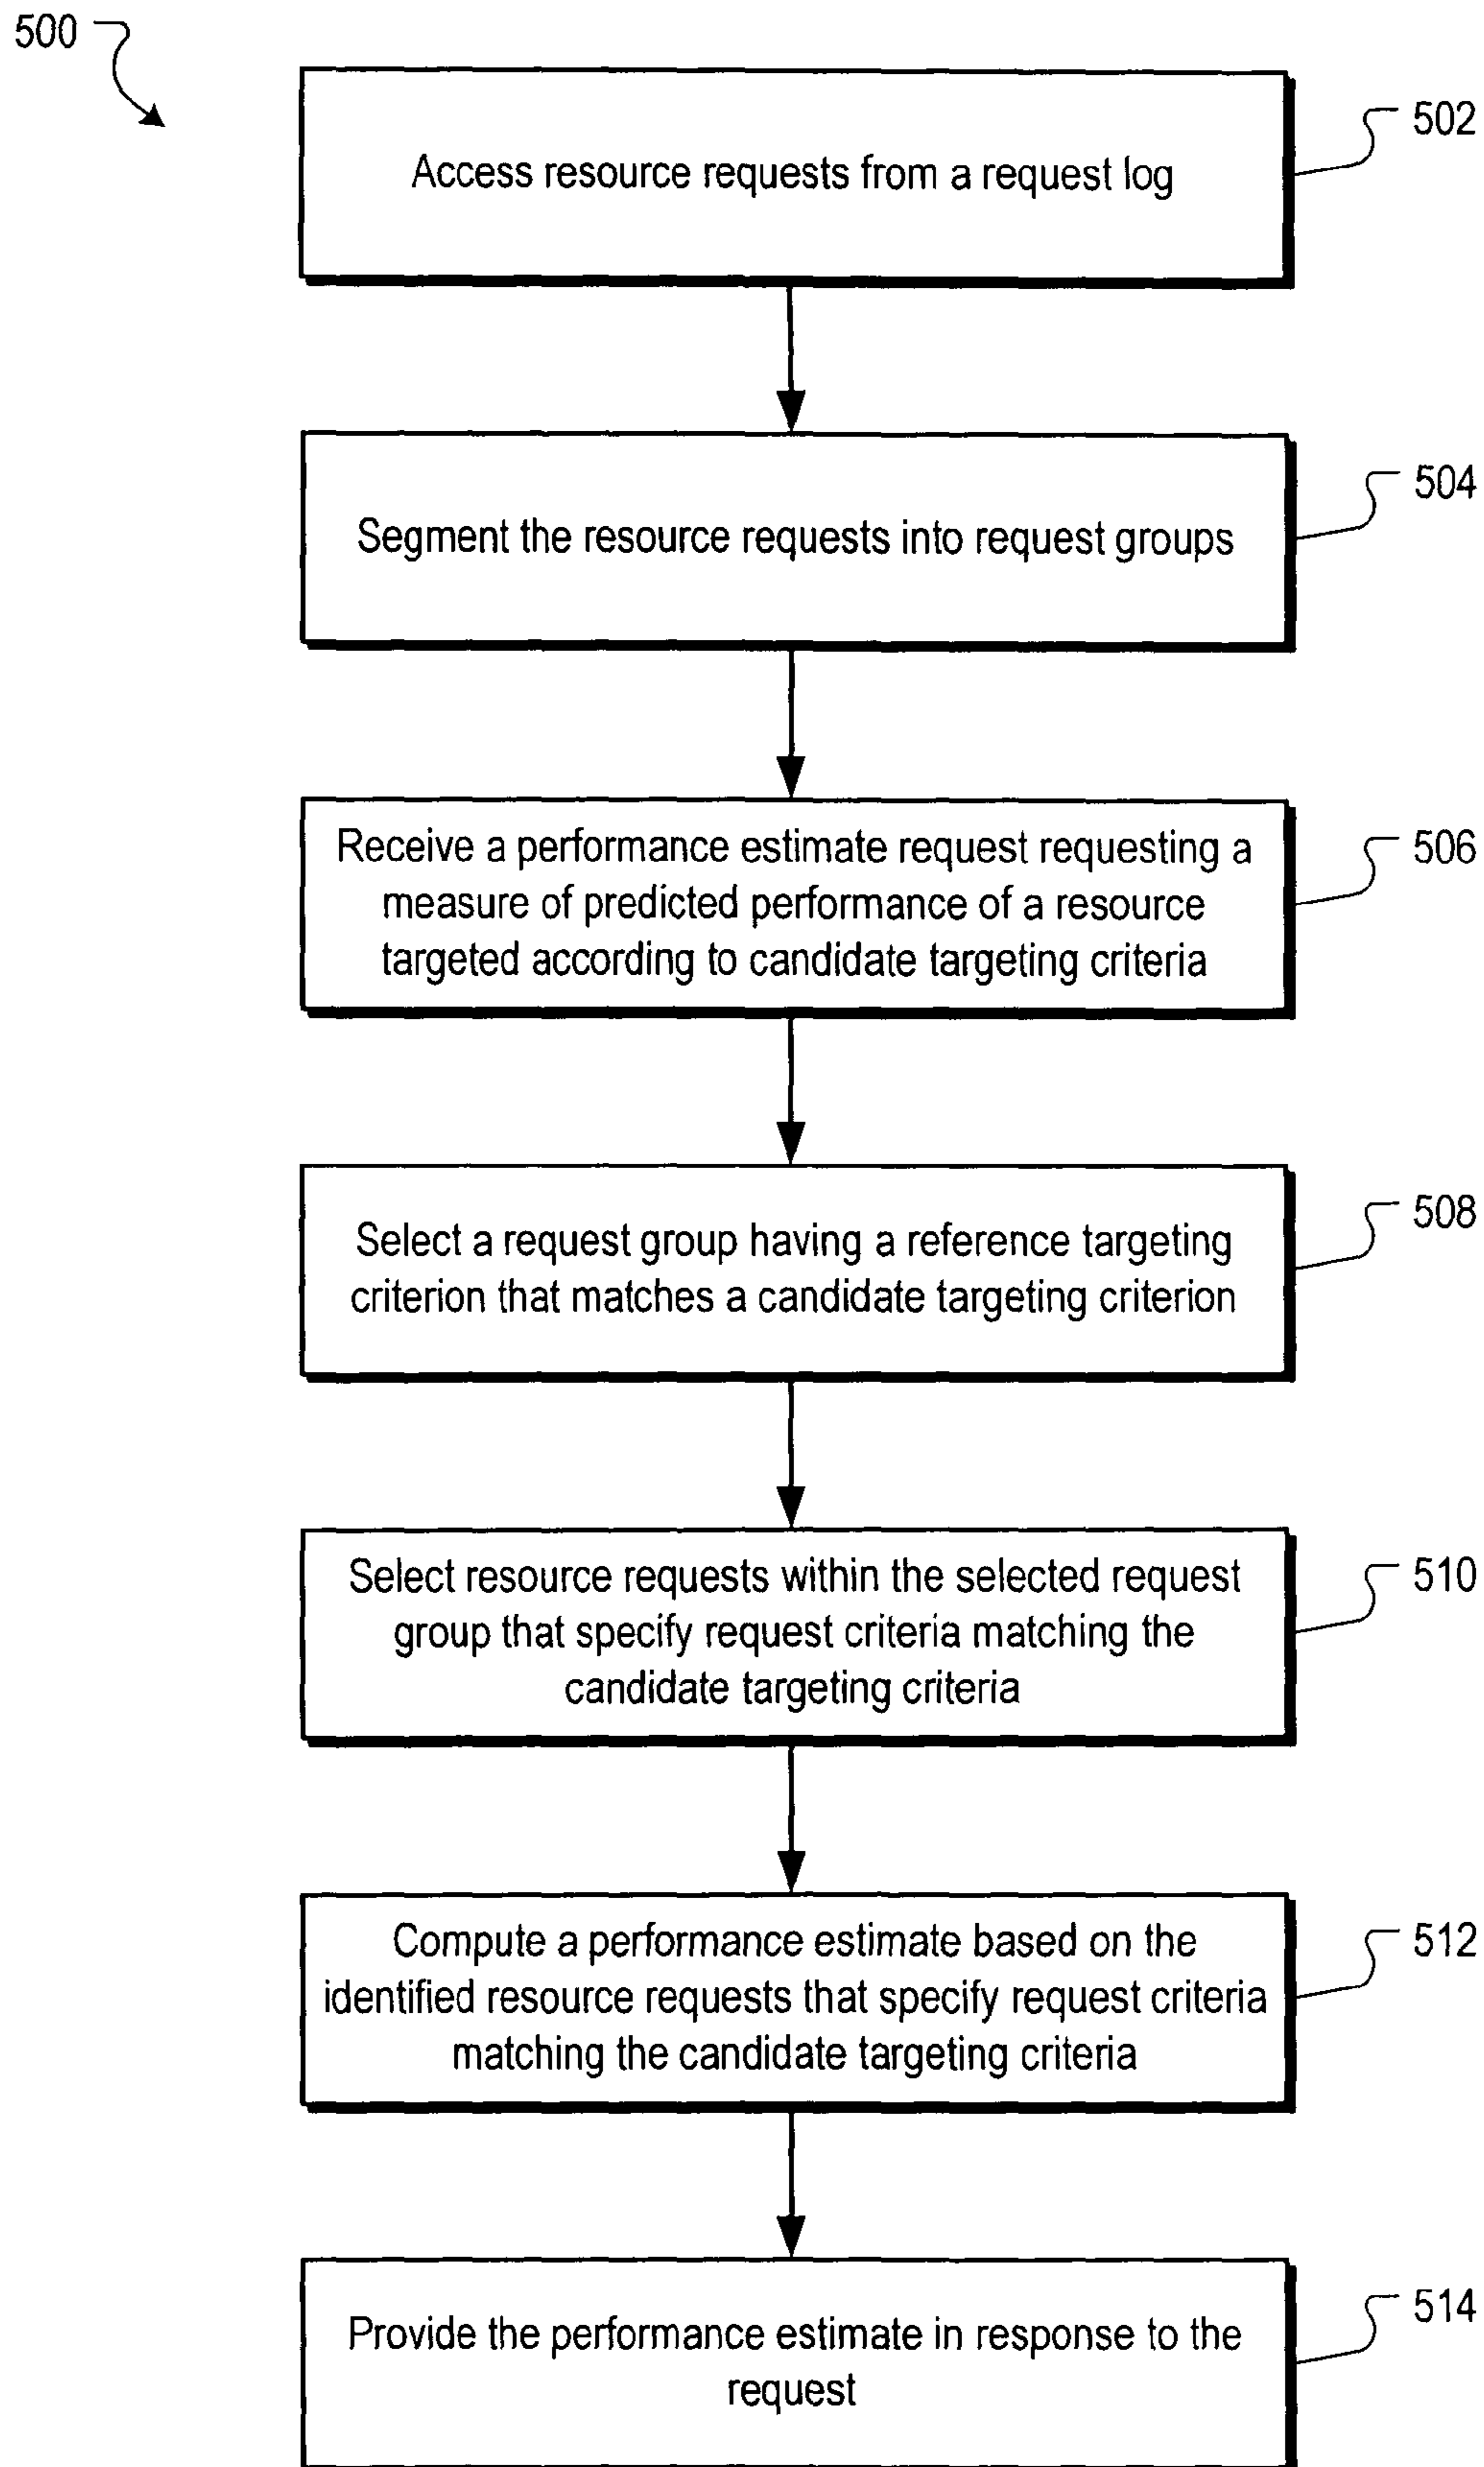 500
Access resource requests from a request log
502
Segment the resource requests into request groups
504
Receive a performance estimate request requesting a
measure of predicted performance of a resource
targeted according to candidate targeting criteria
506
Select a request group having a reference targeting
criterion that matches a candidate targeting criterion
508
Select resource requests within the selected request
group that specify request criteria matching the
candidate targeting criteria
510
Compute a performance estimate based on the
identified resource requests that specify request criteria
matching the candidate targeting criteria
512
Provide the performance estimate in response to the
request
514